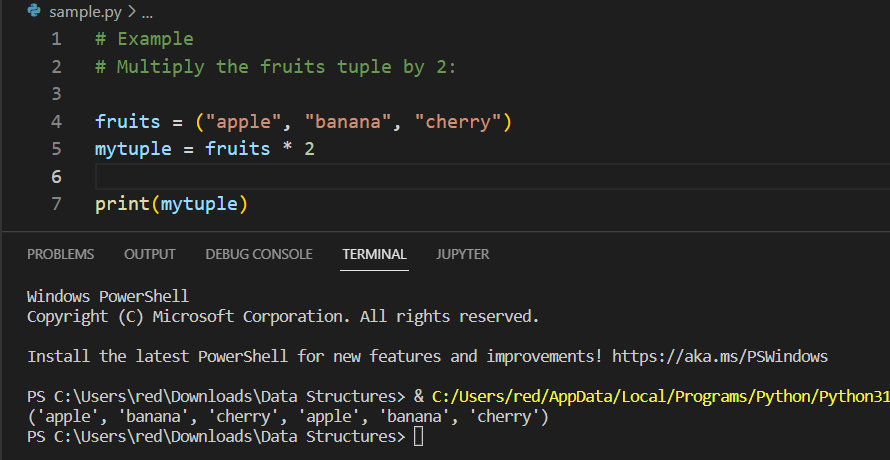 sample.py > ...
1 # Example
2 # Multiply the fruits tuple by 2:
3
4 fruits = ("apple", "banana", "cherry")
5 mytuple = fruits * 2
6
7 print(mytuple)
PROBLEMS OUTPUT DEBUG CONSOLE TERMINAL JUPYTER
Windows PowerShell
Copyright (C) Microsoft Corporation. All rights reserved.
Install the latest PowerShell for new features and improvements! https://aka.ms/PSWindows
PS C:\Users\red\Downloads\Data Structures> & C:/Users/red/AppData/Local/Programs/Python/Python31
('apple', 'banana', 'cherry', 'apple', 'banana', 'cherry')
PS C:\Users\red\Downloads\Data Structures>